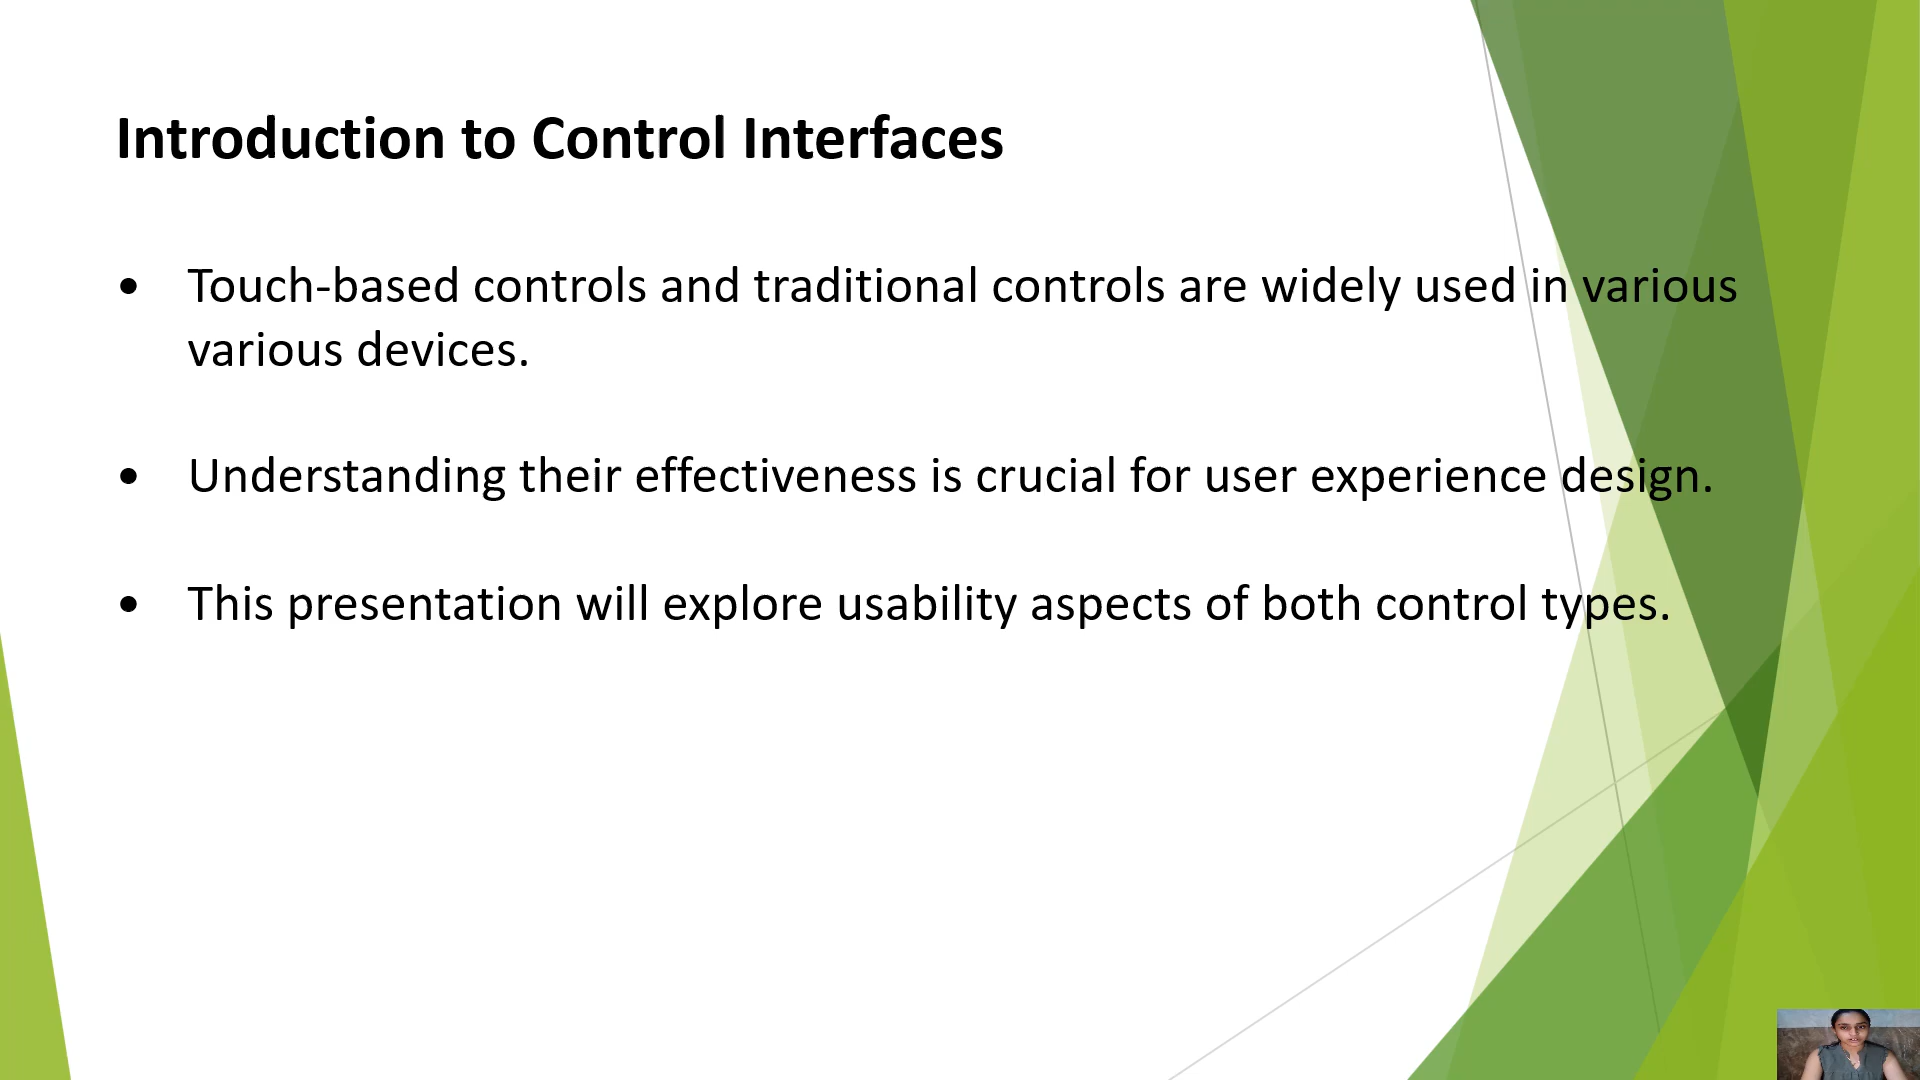 Introduction to Control Interfaces
• Touch-based controls and traditional controls are widely used in various
various devices.
• Understanding their effectiveness is crucial for user experience design.
• This presentation will explore usability aspects of both control types.